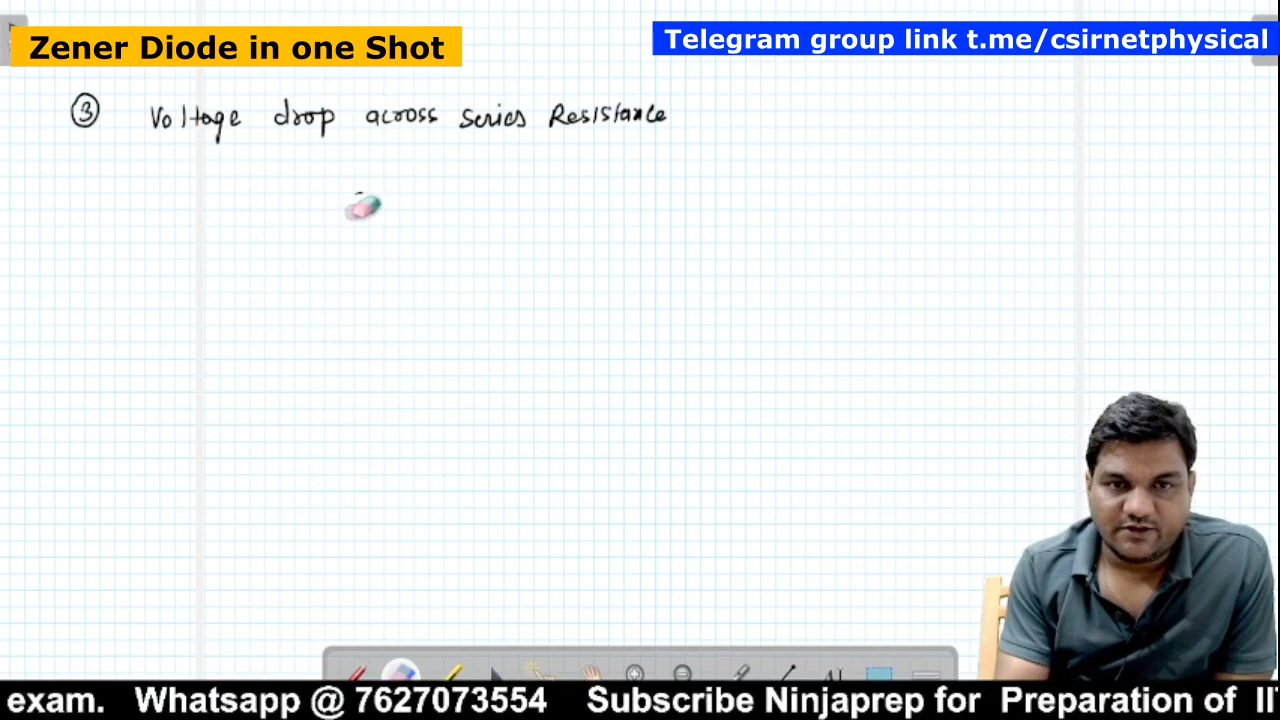 Zener Diode in one Shot
Telegram group link t.me/csirnetphysical
③ Voltage drop across series Resistance
exam. Whatsapp @ 7627073554 Subscribe Ninjaprep for Preparation of II